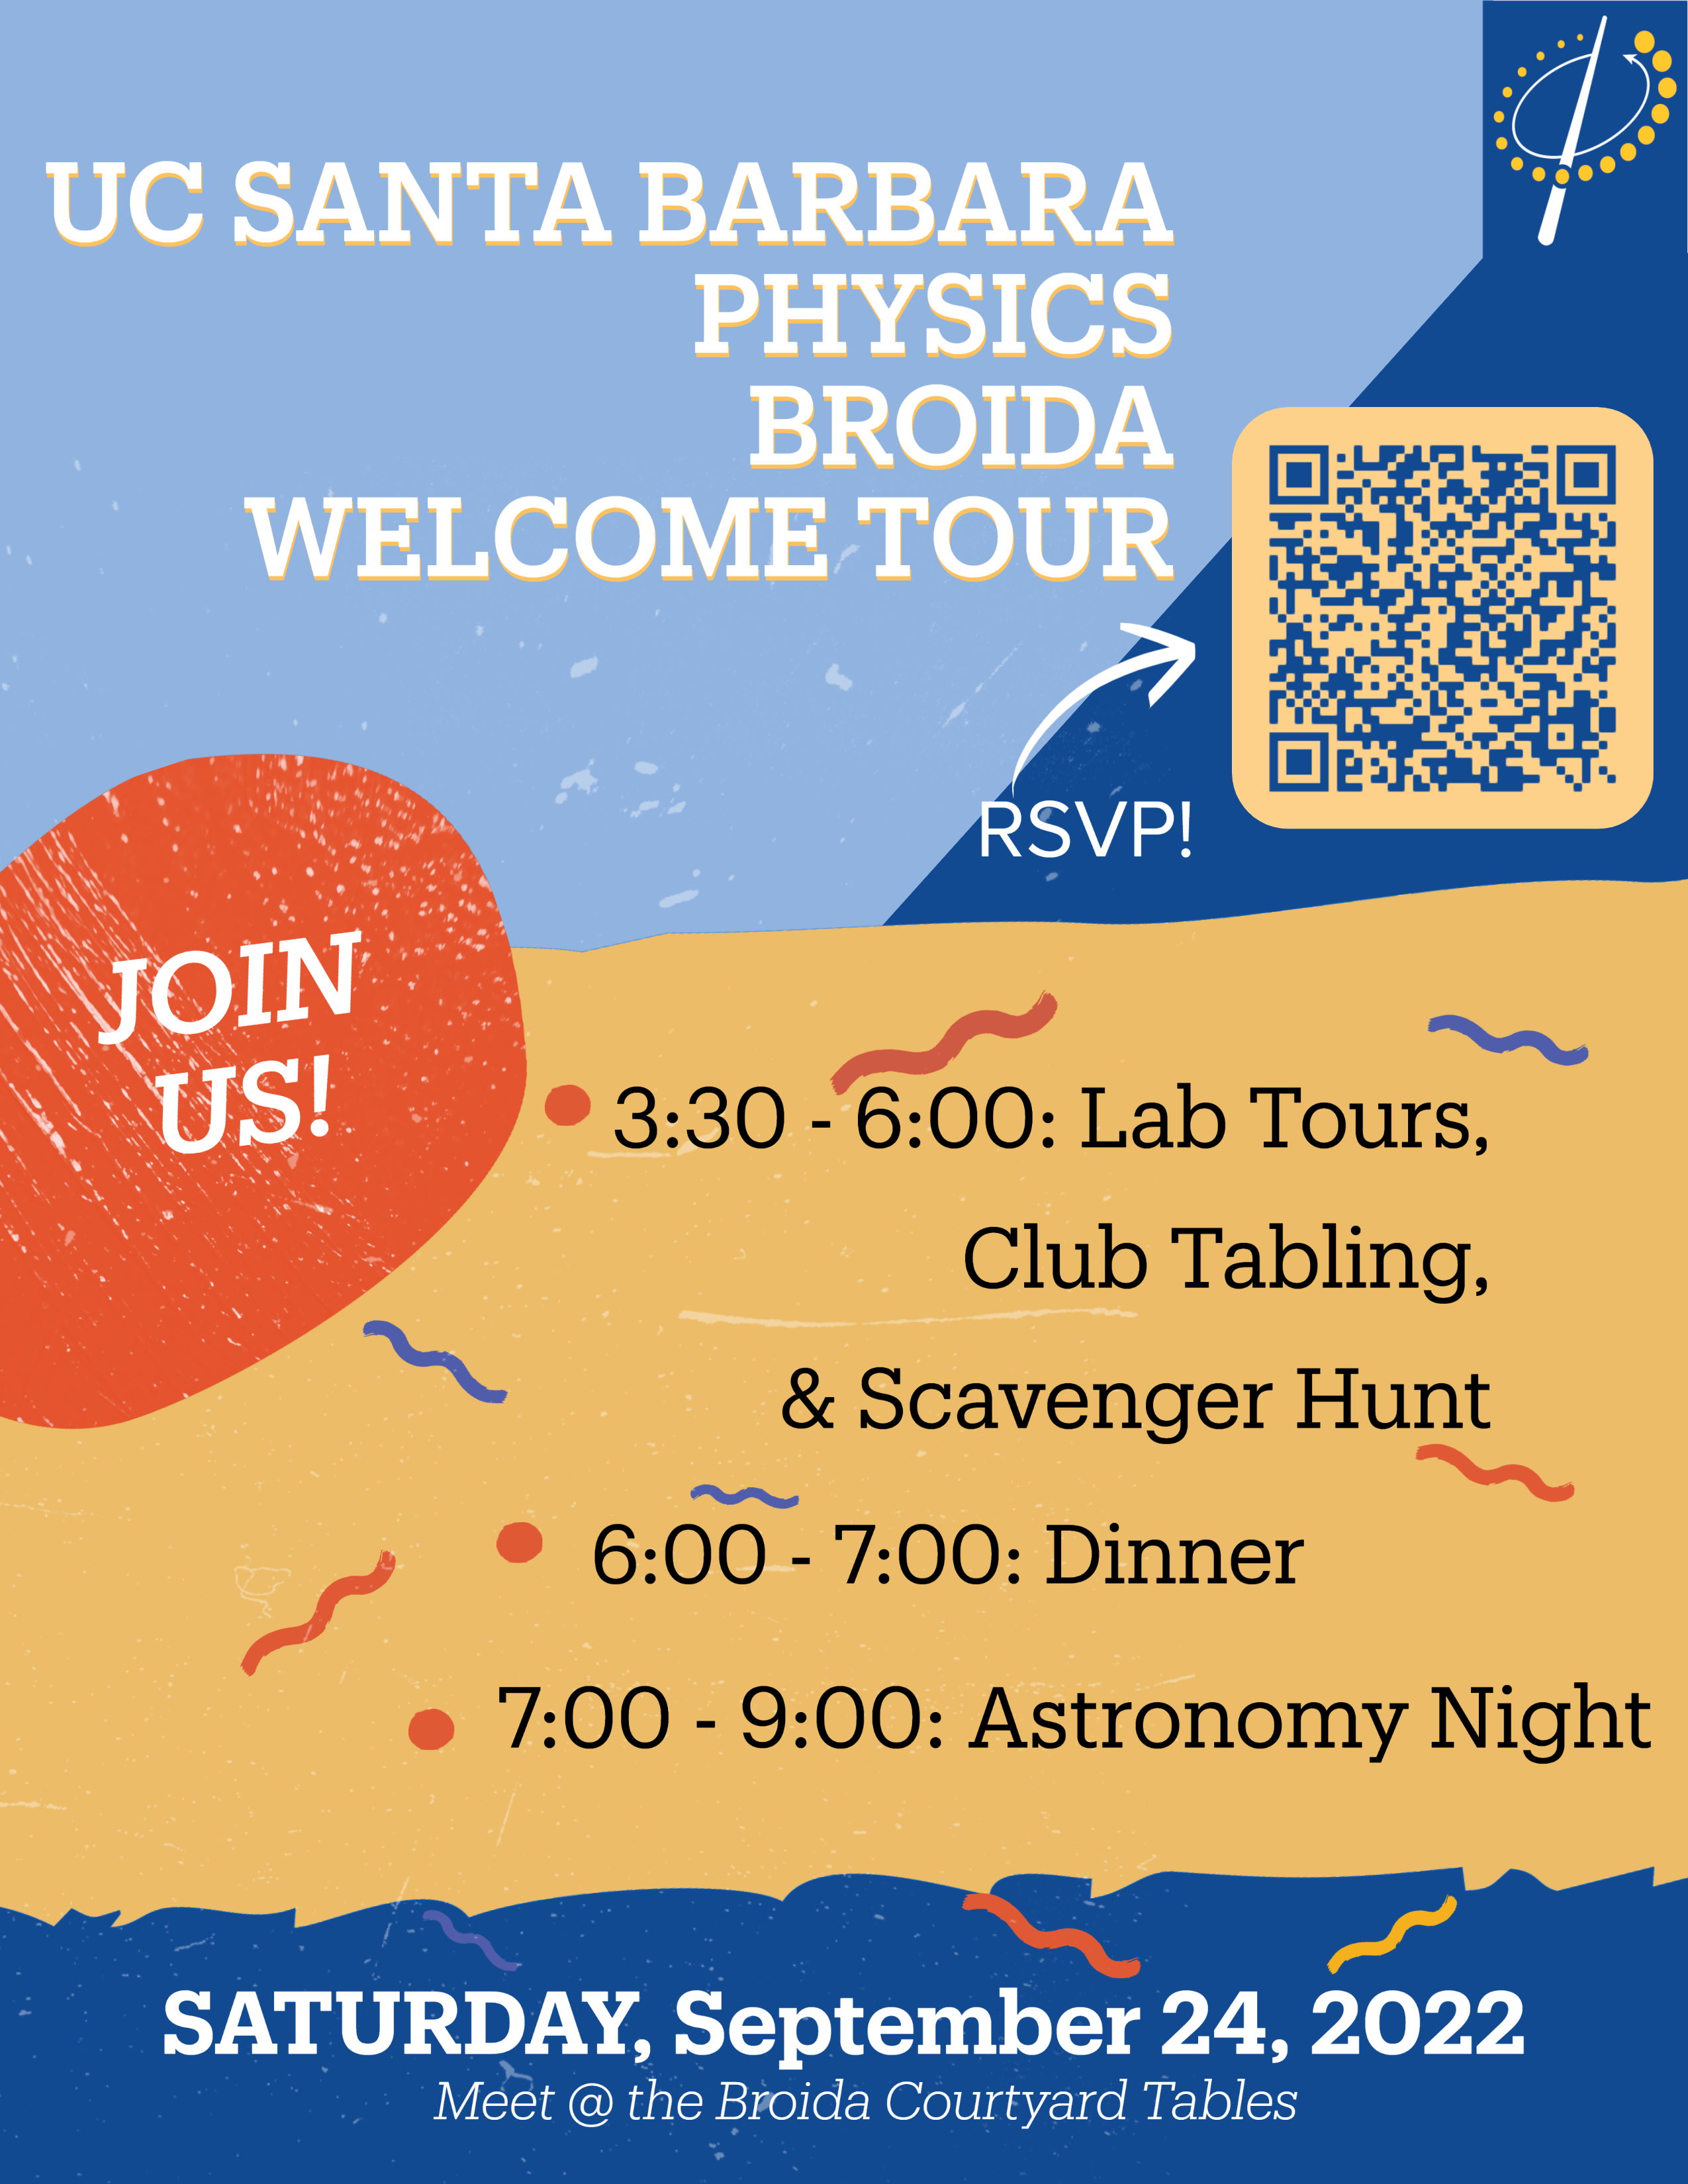 UC SANTA BARBARA
PHYSICS
BROIDA
WELCOME TOUR
RSVP!
JOIN
US!
3:30 - 6:00: Lab Tours,
Club Tabling,
& Scavenger Hunt
6:00 - 7:00: Dinner
7:00 - 9:00: Astronomy Night
SATURDAY, September 24, 2022
Meet @ the Broida Courtyard Tables